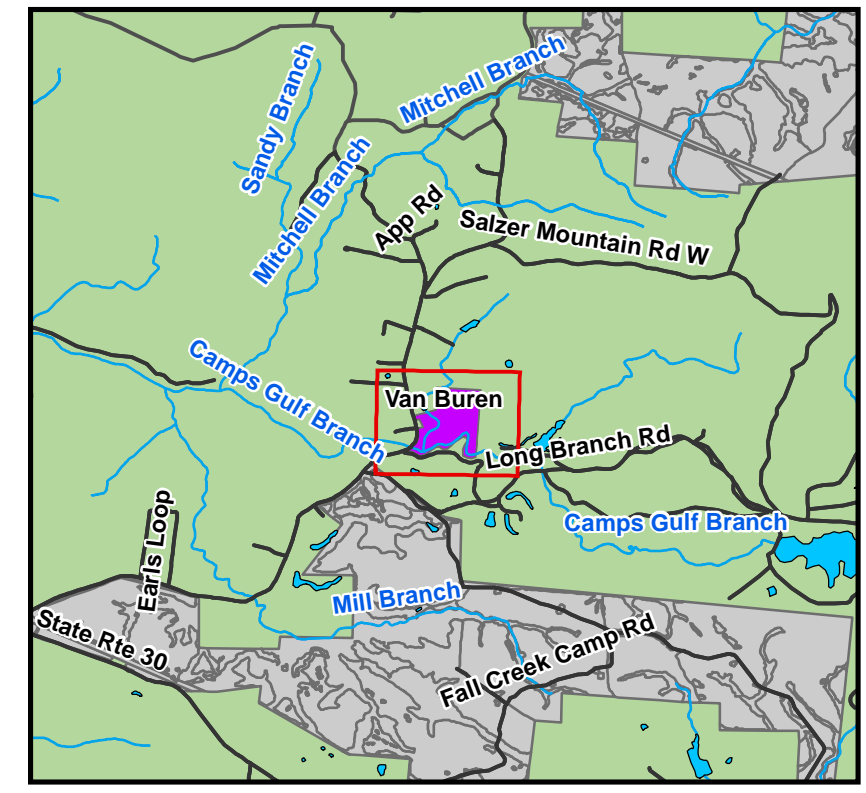 Mitchell Branch
Sandy Branch
Mitchell Branch
App Rd
Salzer Mountain Rd W
Camps Gulf Branch
Van Buren
Long Branch Rd
Camps Gulf Branch
Earls Loop
Mill Branch
State Rte 30
Fall Creek Camp Rd